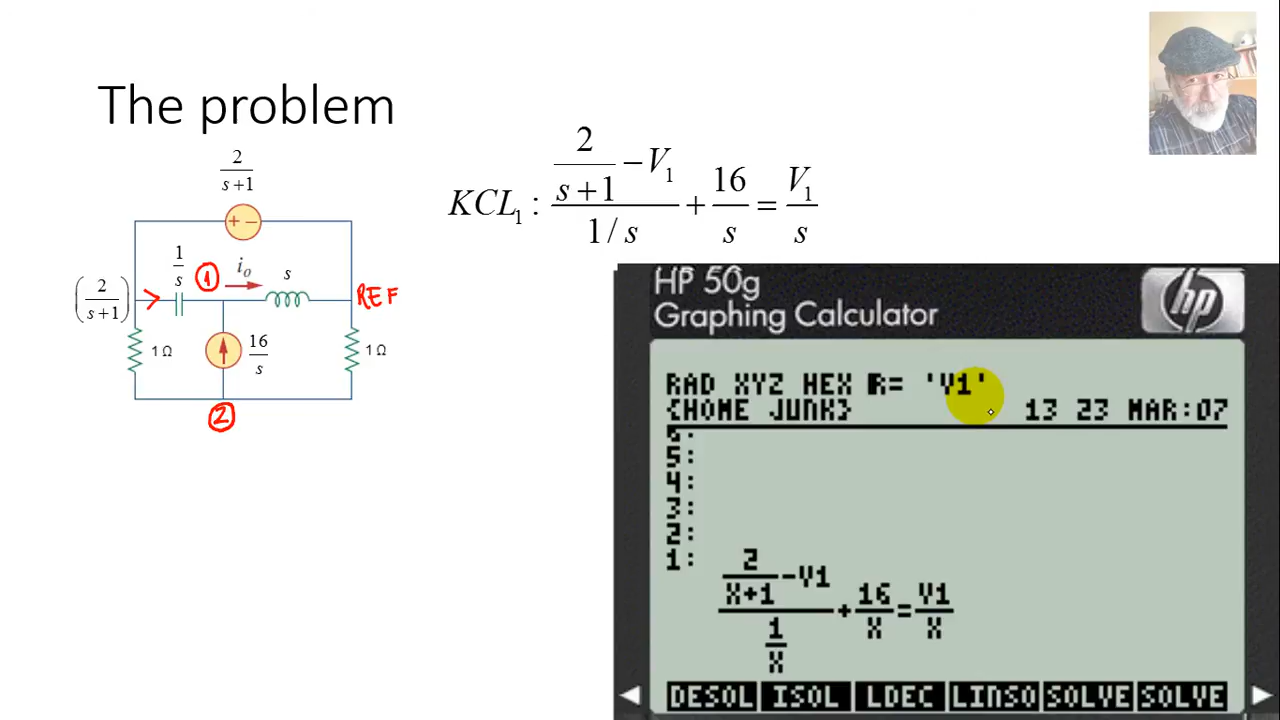 The problem
2
s+1
KCL₁ : (2/(s+1) − V₁)/(1/s) + 16/s = V₁/s
+ −
1/s
1
i₀
s
(2/(s+1))
>
REF
1 Ω
16/s
1 Ω
2
HP 50g
Graphing Calculator
hp
RAD XYZ HEX R= 'V1'
{HOME JUNK} 13 23 MAR:07
6:
5:
4:
3:
2:
1: (2/(X+1)-V1)/(1/X)+16/X=V1/X
DESOL ISOL LDEC LINSO SOLVE SOLVE